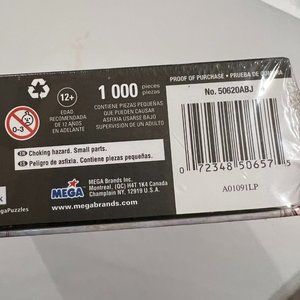 PROOF OF PURCHASE • PRUEBA DE
12+
1 000 pieces
piezas
No. 50620ABJ
EDAD
RECOMENDADA
DE 12 AÑOS
EN ADELANTE
CONTIENE PIEZAS PEQUEÑAS
QUE PUEDEN CAUSAR
ASFIXIA USARSE BAJO
SUPERVISION DE UN ADULTO
0-3
EN Choking hazard. Small parts.
ES Peligro de asfixia. Contiene piezas pequeñas.
0 72348 50657 5
A01091LP
MEGA
MEGA Brands Inc.
Montreal, (QC) H4T 1K4 Canada
Champlain NY, 12919 U.S.A.
www.megabrands.com
gaPuzzles